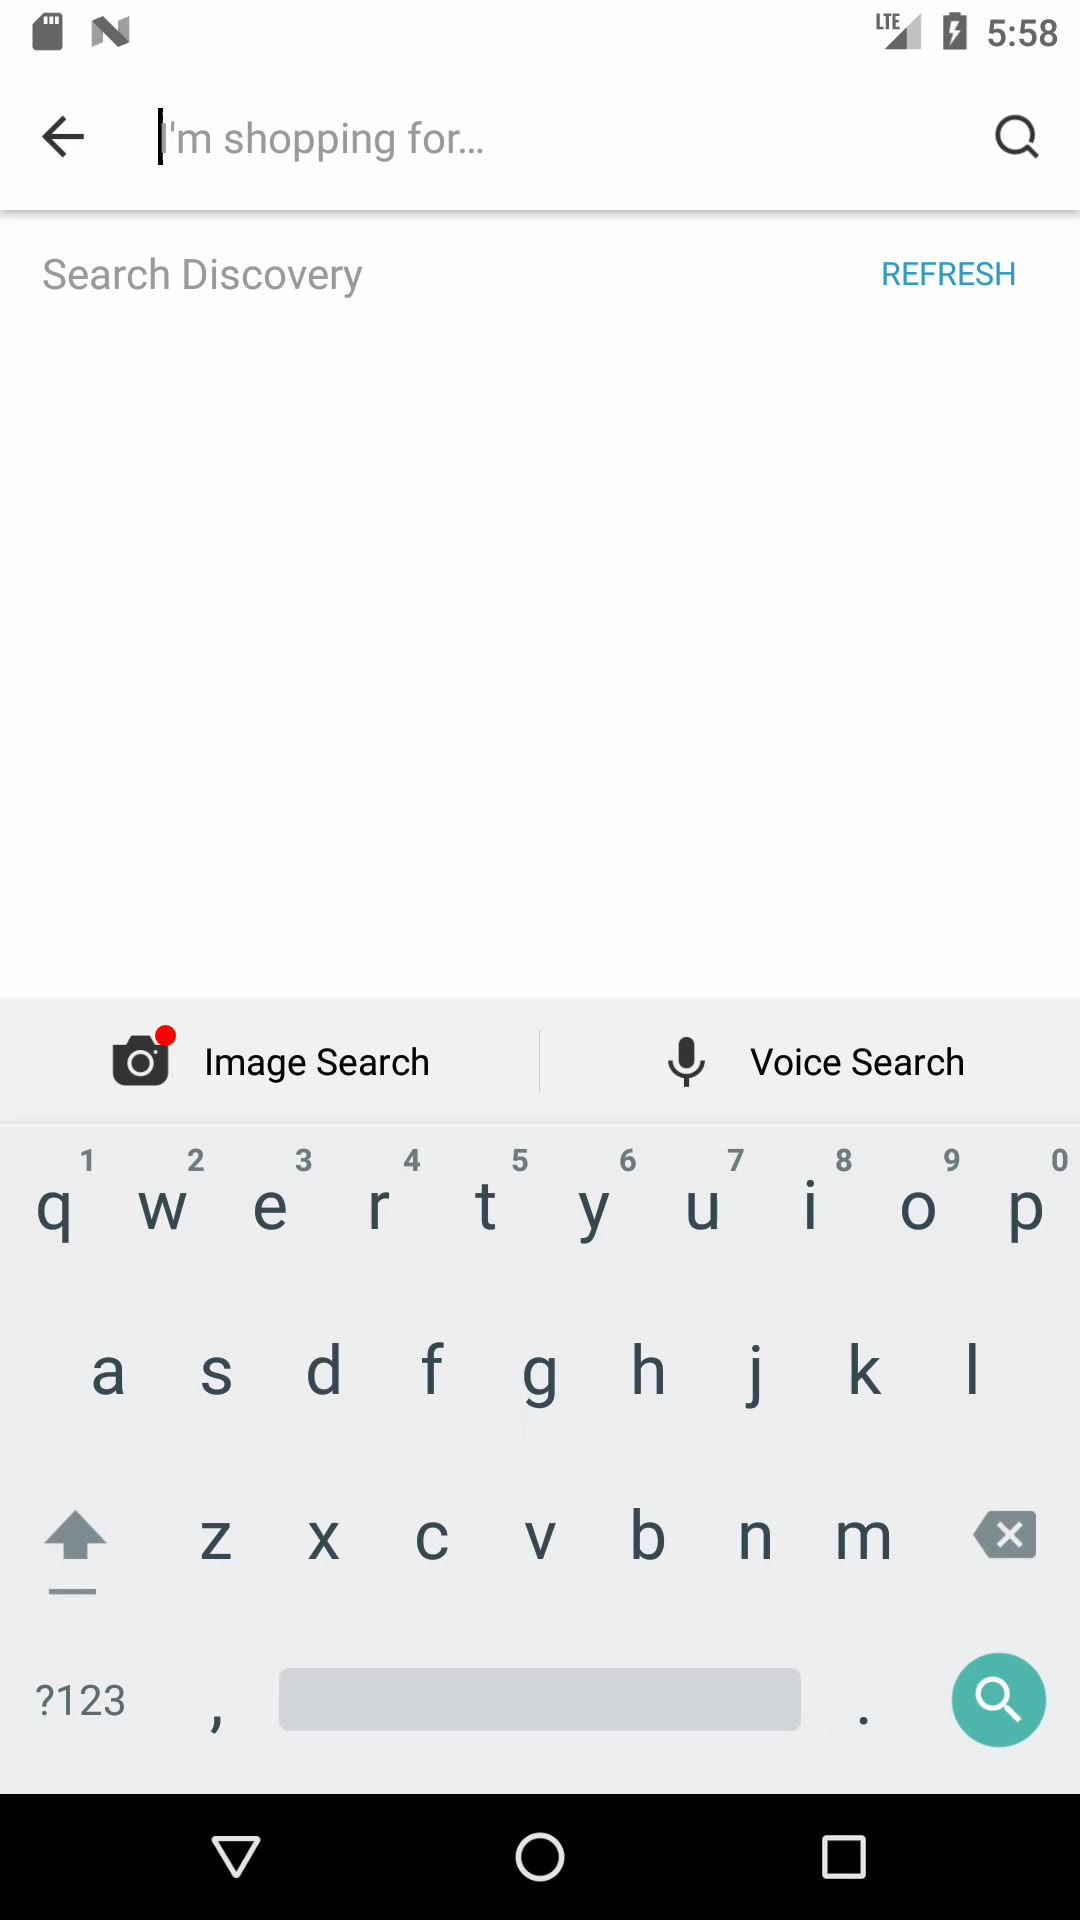 LTE 5:58
I'm shopping for...
Search Discovery REFRESH
Image Search Voice Search
1 2 3 4 5 6 7 8 9 0
q w e r t y u i o p
a s d f g h j k l
z x c v b n m
?123 , .